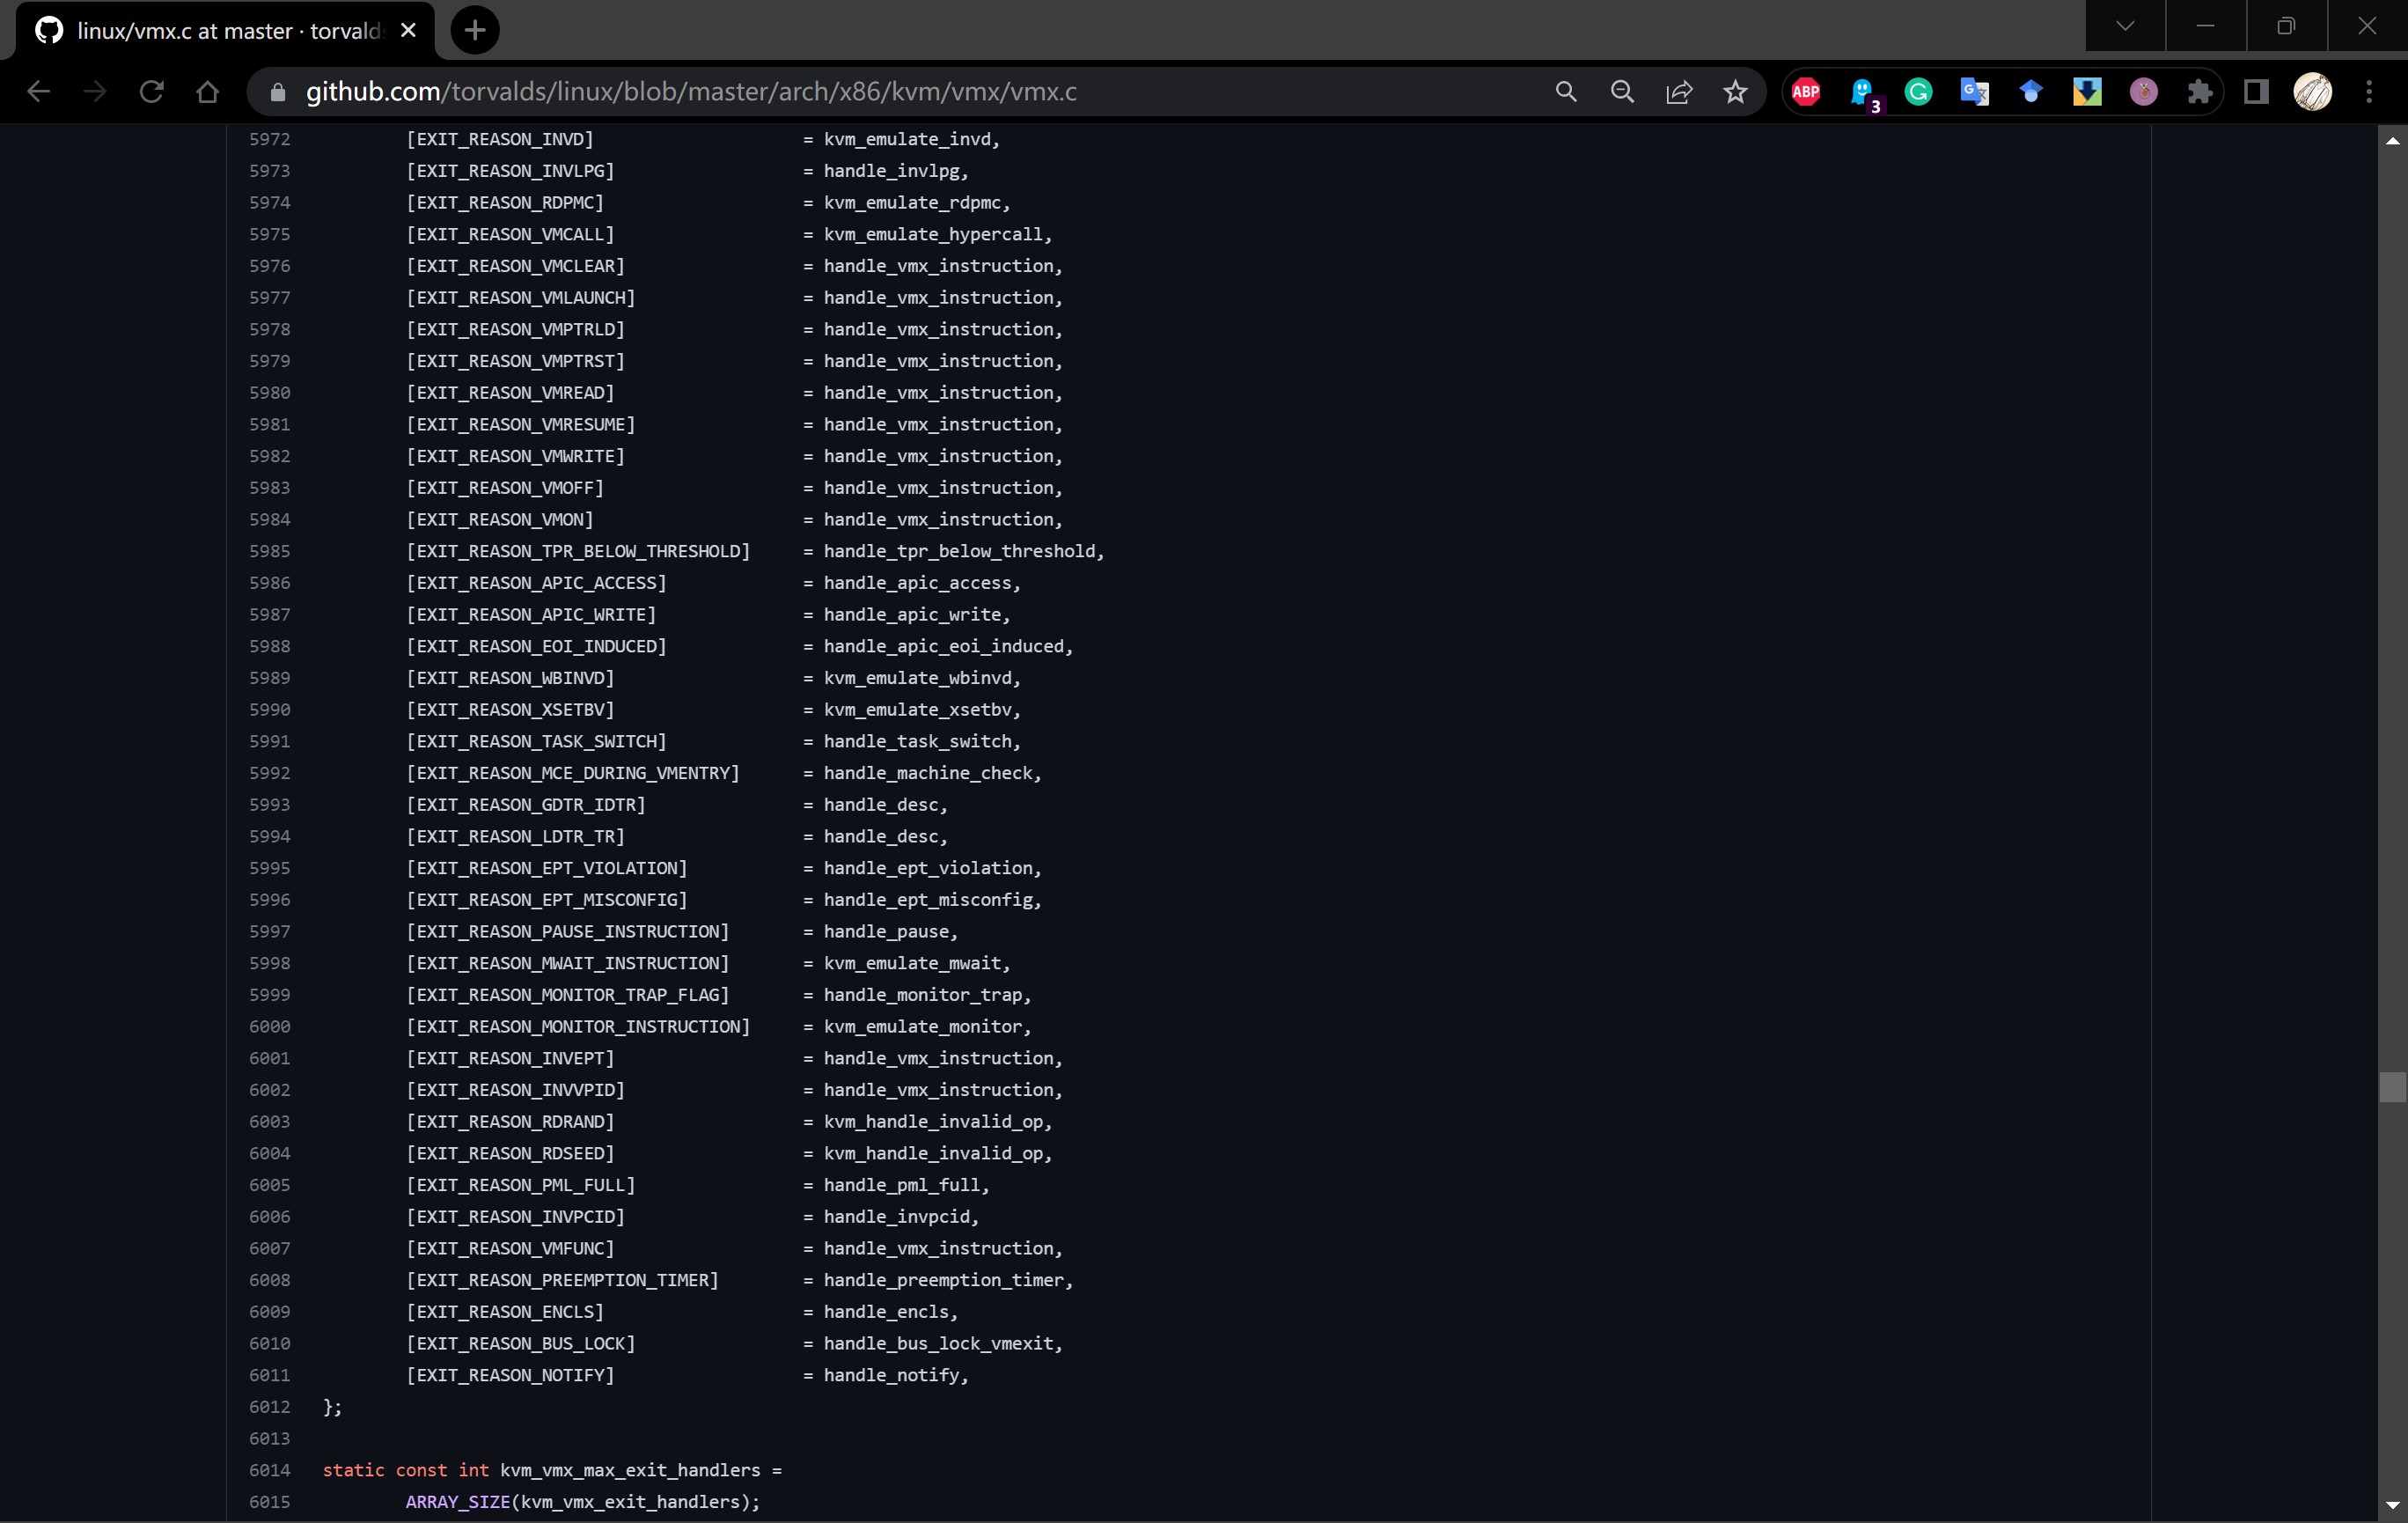 linux/vmx.c at master · torvald
github.com/torvalds/linux/blob/master/arch/x86/kvm/vmx/vmx.c
ABP
3
5972 [EXIT_REASON_INVD] = kvm_emulate_invd,
5973 [EXIT_REASON_INVLPG] = handle_invlpg,
5974 [EXIT_REASON_RDPMC] = kvm_emulate_rdpmc,
5975 [EXIT_REASON_VMCALL] = kvm_emulate_hypercall,
5976 [EXIT_REASON_VMCLEAR] = handle_vmx_instruction,
5977 [EXIT_REASON_VMLAUNCH] = handle_vmx_instruction,
5978 [EXIT_REASON_VMPTRLD] = handle_vmx_instruction,
5979 [EXIT_REASON_VMPTRST] = handle_vmx_instruction,
5980 [EXIT_REASON_VMREAD] = handle_vmx_instruction,
5981 [EXIT_REASON_VMRESUME] = handle_vmx_instruction,
5982 [EXIT_REASON_VMWRITE] = handle_vmx_instruction,
5983 [EXIT_REASON_VMOFF] = handle_vmx_instruction,
5984 [EXIT_REASON_VMON] = handle_vmx_instruction,
5985 [EXIT_REASON_TPR_BELOW_THRESHOLD] = handle_tpr_below_threshold,
5986 [EXIT_REASON_APIC_ACCESS] = handle_apic_access,
5987 [EXIT_REASON_APIC_WRITE] = handle_apic_write,
5988 [EXIT_REASON_EOI_INDUCED] = handle_apic_eoi_induced,
5989 [EXIT_REASON_WBINVD] = kvm_emulate_wbinvd,
5990 [EXIT_REASON_XSETBV] = kvm_emulate_xsetbv,
5991 [EXIT_REASON_TASK_SWITCH] = handle_task_switch,
5992 [EXIT_REASON_MCE_DURING_VMENTRY] = handle_machine_check,
5993 [EXIT_REASON_GDTR_IDTR] = handle_desc,
5994 [EXIT_REASON_LDTR_TR] = handle_desc,
5995 [EXIT_REASON_EPT_VIOLATION] = handle_ept_violation,
5996 [EXIT_REASON_EPT_MISCONFIG] = handle_ept_misconfig,
5997 [EXIT_REASON_PAUSE_INSTRUCTION] = handle_pause,
5998 [EXIT_REASON_MWAIT_INSTRUCTION] = kvm_emulate_mwait,
5999 [EXIT_REASON_MONITOR_TRAP_FLAG] = handle_monitor_trap,
6000 [EXIT_REASON_MONITOR_INSTRUCTION] = kvm_emulate_monitor,
6001 [EXIT_REASON_INVEPT] = handle_vmx_instruction,
6002 [EXIT_REASON_INVVPID] = handle_vmx_instruction,
6003 [EXIT_REASON_RDRAND] = kvm_handle_invalid_op,
6004 [EXIT_REASON_RDSEED] = kvm_handle_invalid_op,
6005 [EXIT_REASON_PML_FULL] = handle_pml_full,
6006 [EXIT_REASON_INVPCID] = handle_invpcid,
6007 [EXIT_REASON_VMFUNC] = handle_vmx_instruction,
6008 [EXIT_REASON_PREEMPTION_TIMER] = handle_preemption_timer,
6009 [EXIT_REASON_ENCLS] = handle_encls,
6010 [EXIT_REASON_BUS_LOCK] = handle_bus_lock_vmexit,
6011 [EXIT_REASON_NOTIFY] = handle_notify,
6012 };
6013
6014 static const int kvm_vmx_max_exit_handlers =
6015 ARRAY_SIZE(kvm_vmx_exit_handlers);